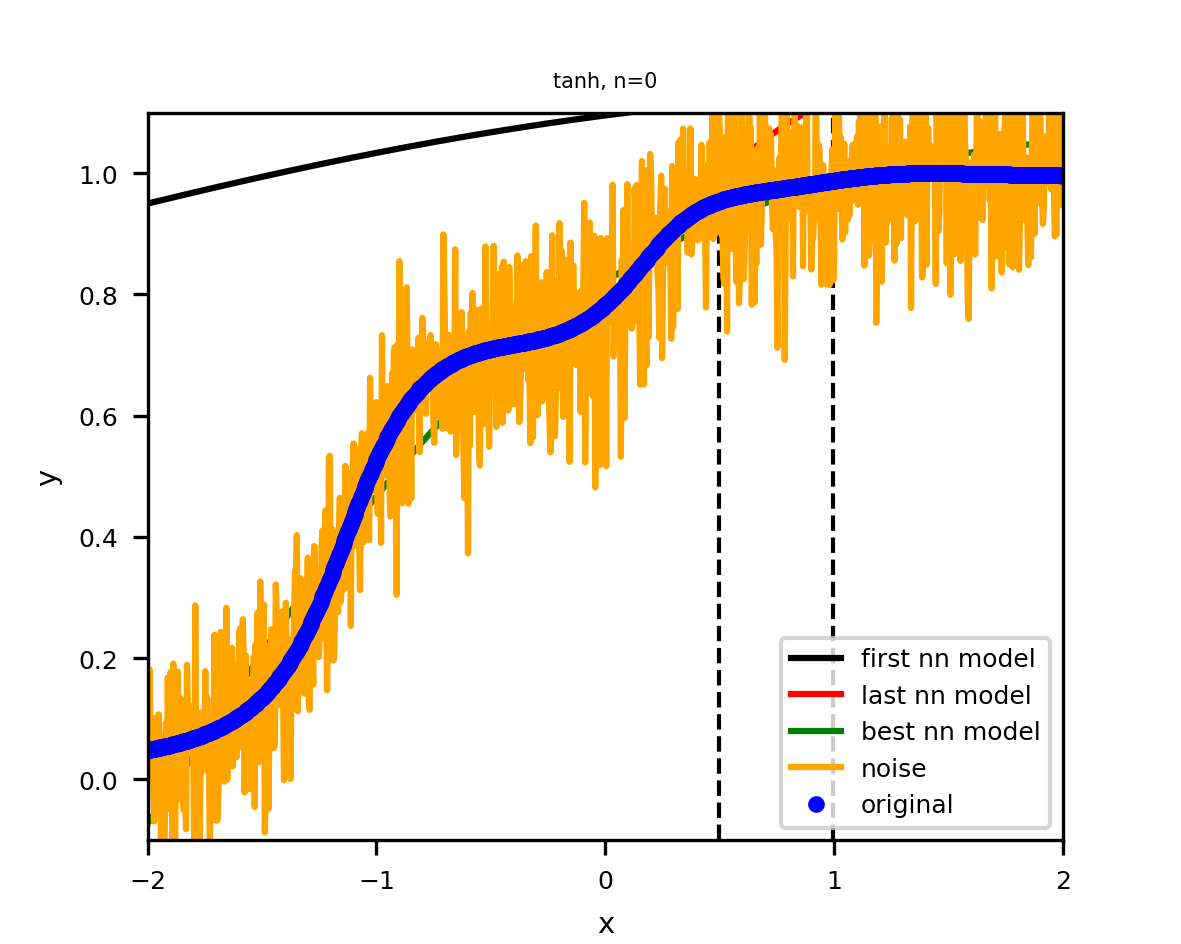 tanh, n=0
1.0
0.8
0.6
0.4
0.2
0.0
y
−2
−1
0
1
2
x
first nn model
last nn model
best nn model
noise
original